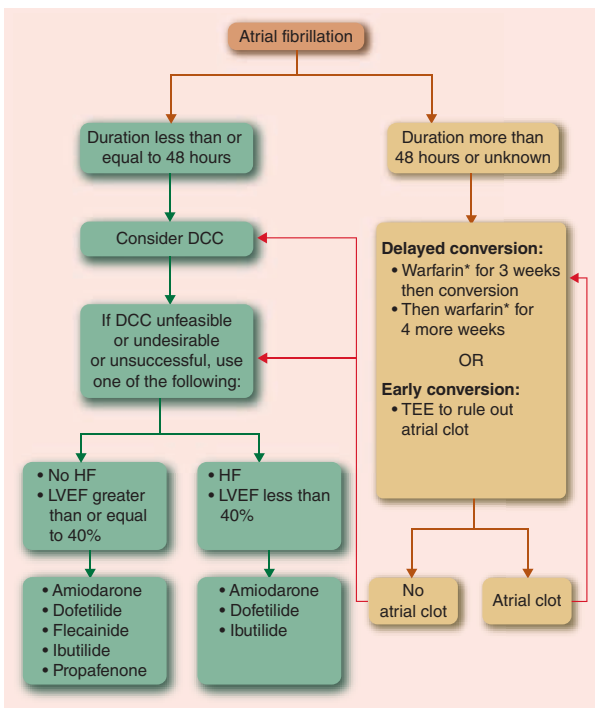 Atrial fibrillation
Duration less than or
equal to 48 hours
Duration more than
48 hours or unknown
Consider DCC
If DCC unfeasible
or undesirable
or unsuccessful, use
one of the following:
Delayed conversion:
• Warfarin* for 3 weeks
then conversion
• Then warfarin* for
4 more weeks
OR
Early conversion:
• TEE to rule out
atrial clot
• No HF
• LVEF greater
than or equal
to 40%
• HF
• LVEF less than
40%
No
atrial clot
Atrial clot
• Amiodarone
• Dofetilide
• Flecainide
• Ibutilide
• Propafenone
• Amiodarone
• Dofetilide
• Ibutilide